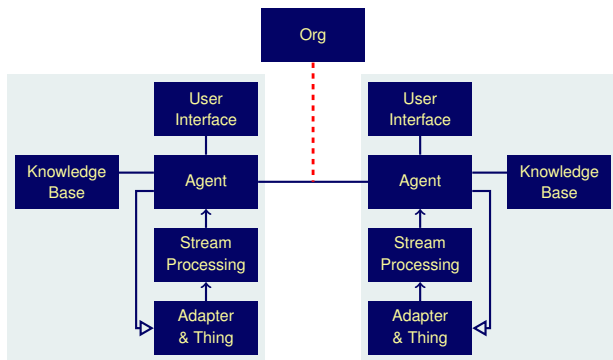 Org
User
Interface
Knowledge
Base
Agent
Stream
Processing
Adapter
& Thing
User
Interface
Agent
Knowledge
Base
Stream
Processing
Adapter
& Thing